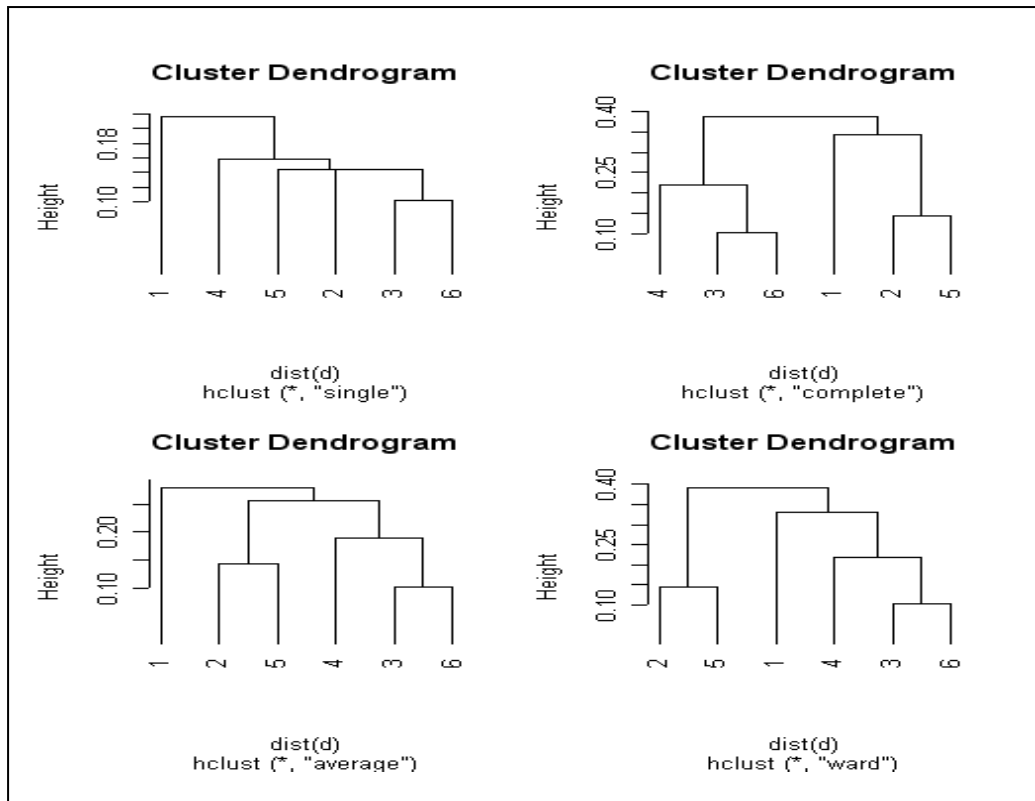 Cluster Dendrogram
Height
0.18
0.10
1 4 5 2 3 6
dist(d)
hclust (*, "single")
Cluster Dendrogram
Height
0.40
0.25
0.10
4 3 6 1 2 5
dist(d)
hclust (*, "complete")
Cluster Dendrogram
Height
0.20
0.10
1 2 5 4 3 6
dist(d)
hclust (*, "average")
Cluster Dendrogram
Height
0.40
0.25
0.10
2 5 1 4 3 6
dist(d)
hclust (*, "ward")